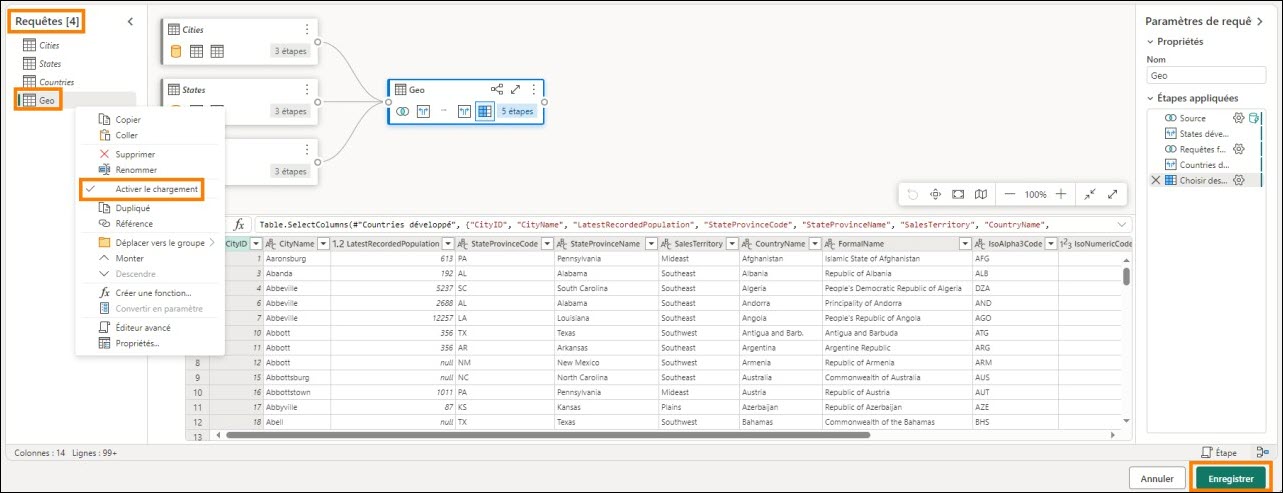 Requêtes [4]
Cities
States
Countries
Geo
Copier
Coller
Supprimer
Renommer
Activer le chargement
Dupliqué
Référence
Déplacer vers le groupe
Monter
Descendre
Créer une fonction...
Convertir en paramètre
Éditeur avancé
Propriétés...
Cities
3 étapes
States
3 étapes
3 étapes
Geo
5 étapes
100%
fx Table.SelectColumns(#"Countries développé", {"CityID", "CityName", "LatestRecordedPopulation", "StateProvinceCode", "StateProvinceName", "SalesTerritory", "CountryName",
CityID CityName 1.2 LatestRecordedPopulation StateProvinceCode StateProvinceName SalesTerritory CountryName FormalName IsoAlpha3Code 123 IsoNumericCode
1 Aaronsburg 613 PA Pennsylvania Mideast Afghanistan Islamic State of Afghanistan AFG
3 Abanda 192 AL Alabama Southeast Albania Republic of Albania ALB
4 Abbeville 5237 SC South Carolina Southeast Algeria People's Democratic Republic of Algeria DZA
6 Abbeville 2688 AL Alabama Southeast Andorra Principality of Andorra AND
7 Abbeville 12257 LA Louisiana Southeast Angola People's Republic of Angola AGO
10 Abbott 356 TX Texas Southwest Antigua and Barb. Antigua and Barbuda ATG
11 Abbott 356 AR Arkansas Southeast Argentina Argentine Republic ARG
8 12 Abbott null NM New Mexico Southwest Armenia Republic of Armenia ARM
9 15 Abbottsburg null NC North Carolina Southeast Australia Commonwealth of Australia AUS
10 16 Abbottstown 1011 PA Pennsylvania Mideast Austria Republic of Austria AUT
11 17 Abbyville 87 KS Kansas Plains Azerbaijan Republic of Azerbaijan AZE
12 18 Abell null TX Texas Southwest Bahamas Commonwealth of the Bahamas BHS
13
Paramètres de requê
Propriétés
Nom
Geo
Étapes appliquées
Source
States déve...
Requêtes f...
Countries d...
Choisir des...
Colonnes : 14 Lignes : 99+
Étape
Annuler
Enregistrer